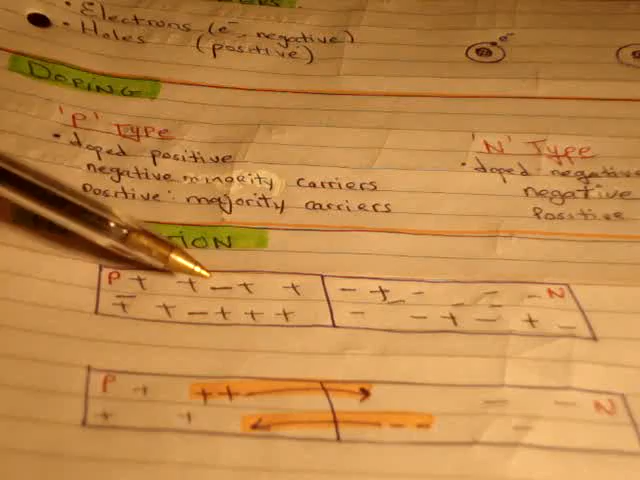 • Electrons (e⁻ negative)
• Holes (positive)
e⁻
DOPING
'P' Type
• doped positive
negative: minority carriers
positive: majority carriers
'N' Type
• doped negative
negative
Positive
P + + - + + - + - - - - N
+ + - + + + - - + - + -
P + + + - - N
+ + - - -